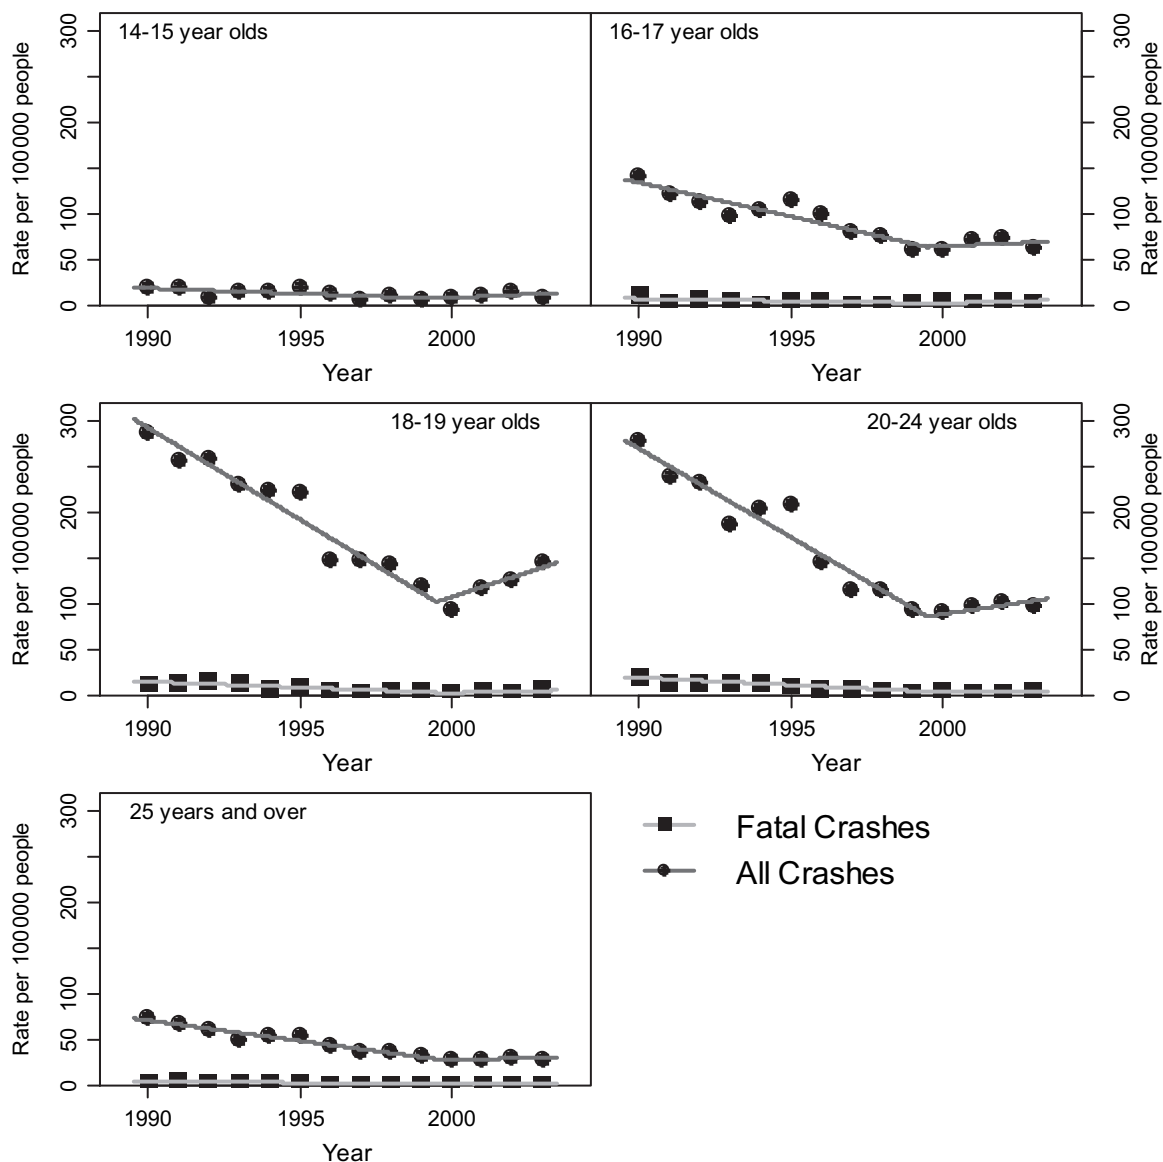 14-15 year olds
16-17 year olds
Rate per 100000 people
0
50
100
200
300
Rate per 100000 people
0
50
100
200
300
1990
1995
2000
1990
1995
2000
Year
Year
18-19 year olds
20-24 year olds
Rate per 100000 people
0
50
100
200
300
Rate per 100000 people
0
50
100
200
300
1990
1995
2000
1990
1995
2000
Year
Year
25 years and over
Rate per 100000 people
0
50
100
200
300
1990
1995
2000
Year
Fatal Crashes
All Crashes